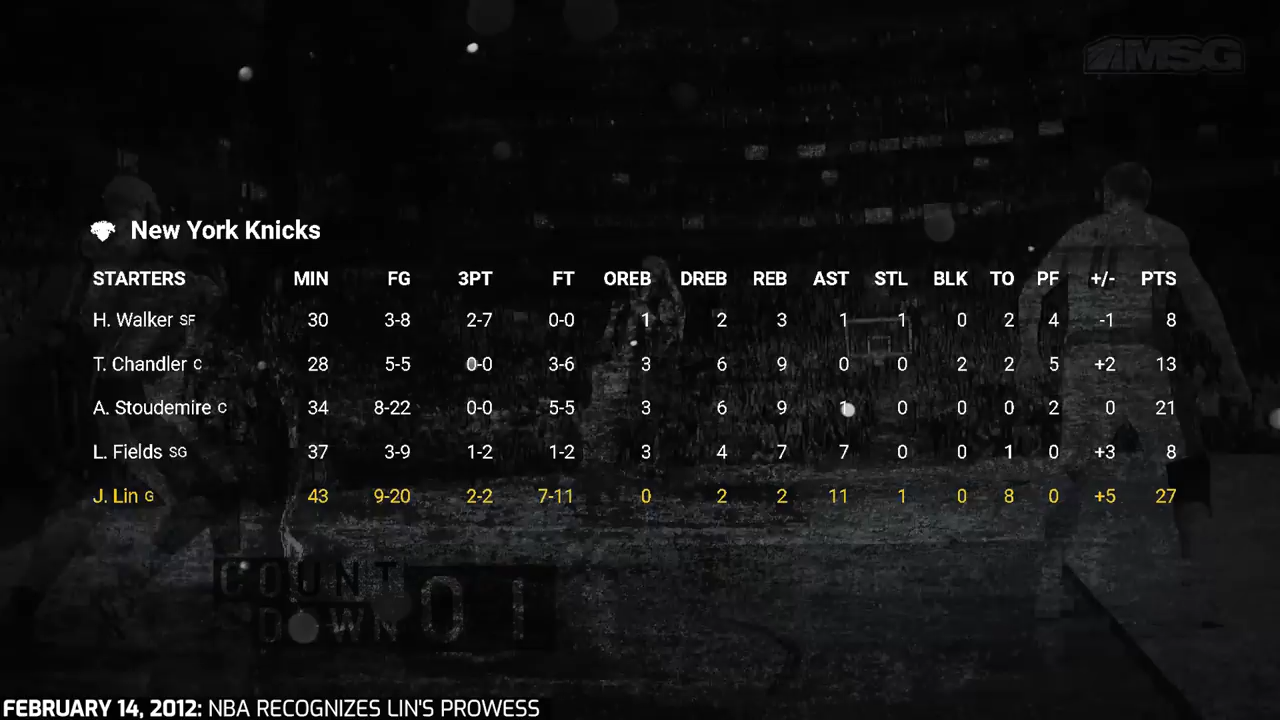 MSG
New York Knicks
STARTERS MIN FG 3PT FT OREB DREB REB AST STL BLK TO PF +/- PTS
H. Walker SF 30 3-8 2-7 0-0 1 2 3 1 1 0 2 4 -1 8
T. Chandler C 28 5-5 0-0 3-6 3 6 9 0 0 2 2 5 +2 13
A. Stoudemire C 34 8-22 0-0 5-5 3 6 9 1 0 0 0 2 0 21
L. Fields SG 37 3-9 1-2 1-2 3 4 7 7 0 0 1 0 +3 8
J. Lin G 43 9-20 2-2 7-11 0 2 2 11 1 0 8 0 +5 27
COUNT
DOWN 01
FEBRUARY 14, 2012: NBA RECOGNIZES LIN'S PROWESS